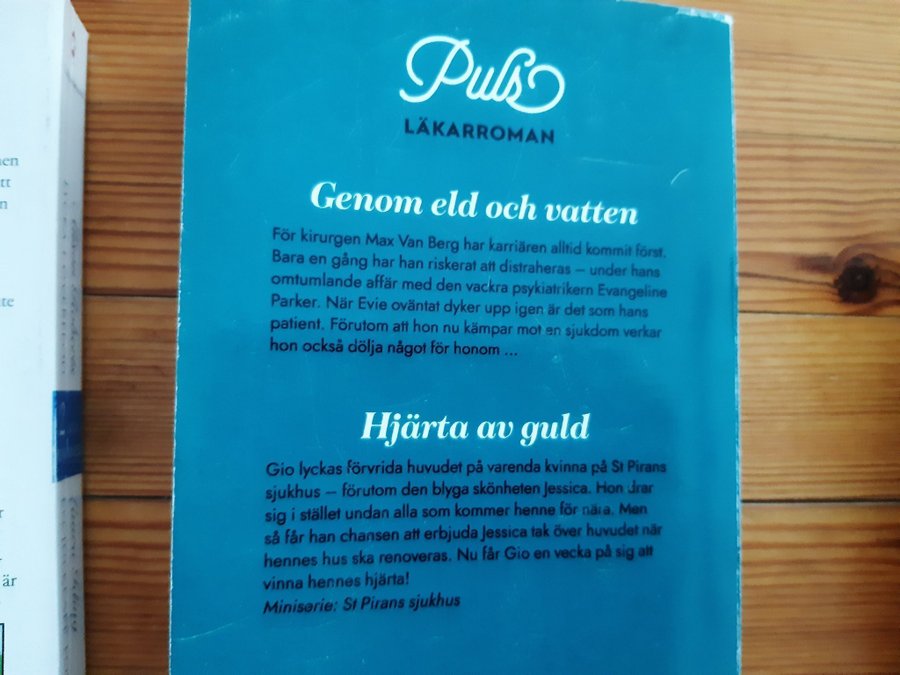 Puls
LÄKARROMAN
Genom eld och vatten
För kirurgen Max Van Berg har karriären alltid kommit först.
Bara en gång har han riskerat att distraheras – under hans
omtumlande affär med den vackra psykiatrikern Evangeline
Parker. När Evie oväntat dyker upp igen är det som hans
patient. Förutom att hon nu kämpar mot en sjukdom verkar
hon också dölja något för honom ...
Hjärta av guld
Gio lyckas förvrida huvudet på varenda kvinna på St Pirans
sjukhus – förutom den blyga skönheten Jessica. Hon drar
sig i stället undan alla som kommer henne för nära. Men
så får han chansen att erbjuda Jessica tak över huvudet när
hennes hus ska renoveras. Nu får Gio en vecka på sig att
vinna hennes hjärta!
Miniserie: St Pirans sjukhus
är